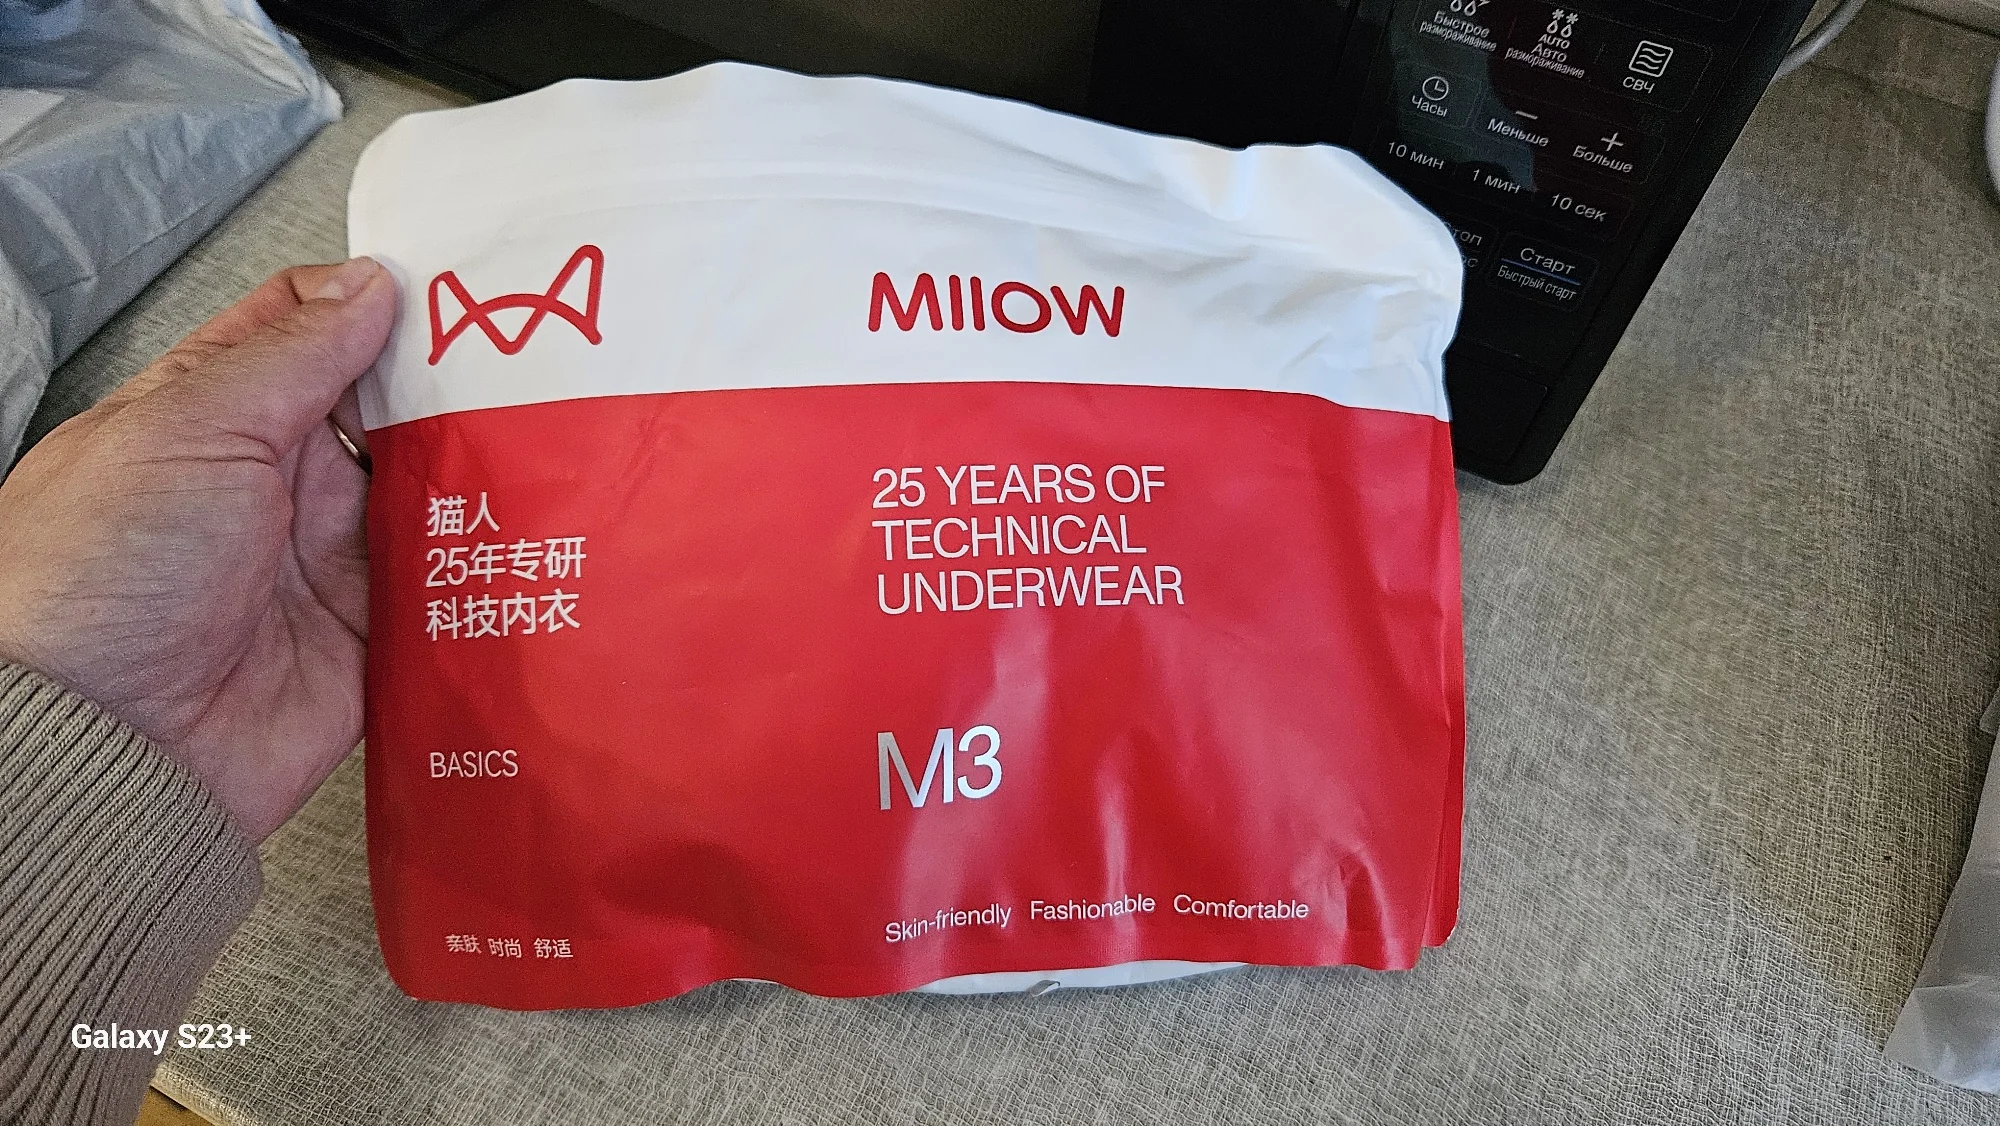 Быстрое
размораживание
AUTO
Авто
размораживание
СВЧ
Часы
Меньше
Больше
10 мин
1 мин
10 сек
Старт
Быстрый старт
MIIOW
猫人
25年专研
科技内衣
25 YEARS OF
TECHNICAL
UNDERWEAR
BASICS
M3
亲肤 时尚 舒适
Skin-friendly Fashionable Comfortable
Galaxy S23+